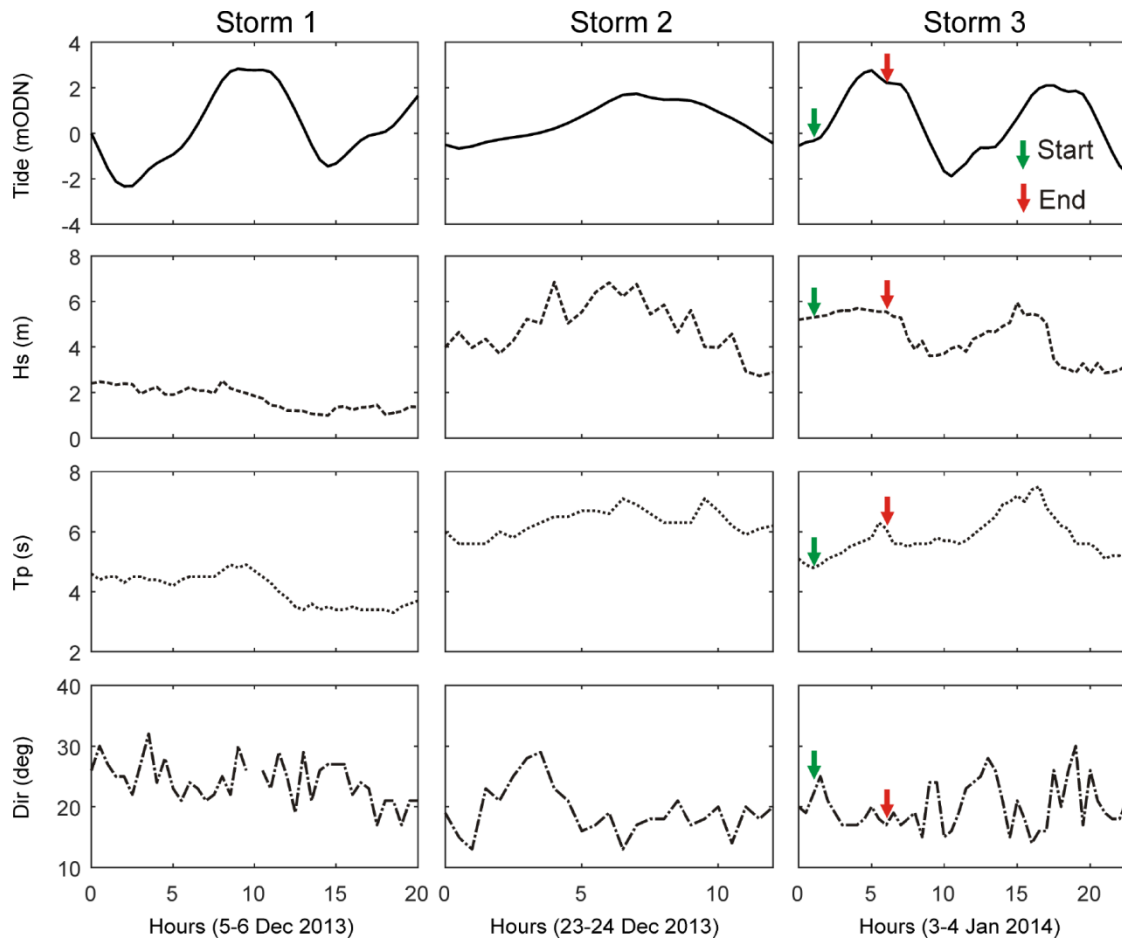 Storm 1 Storm 2 Storm 3
Tide (mODN)
4
2
0
-2
-4
Start
End
Hs (m)
8
6
4
2
0
Tp (s)
8
6
4
2
Dir (deg)
40
30
20
10
0 5 10 15 20 0 5 10 0 5 10 15 20
Hours (5-6 Dec 2013) Hours (23-24 Dec 2013) Hours (3-4 Jan 2014)